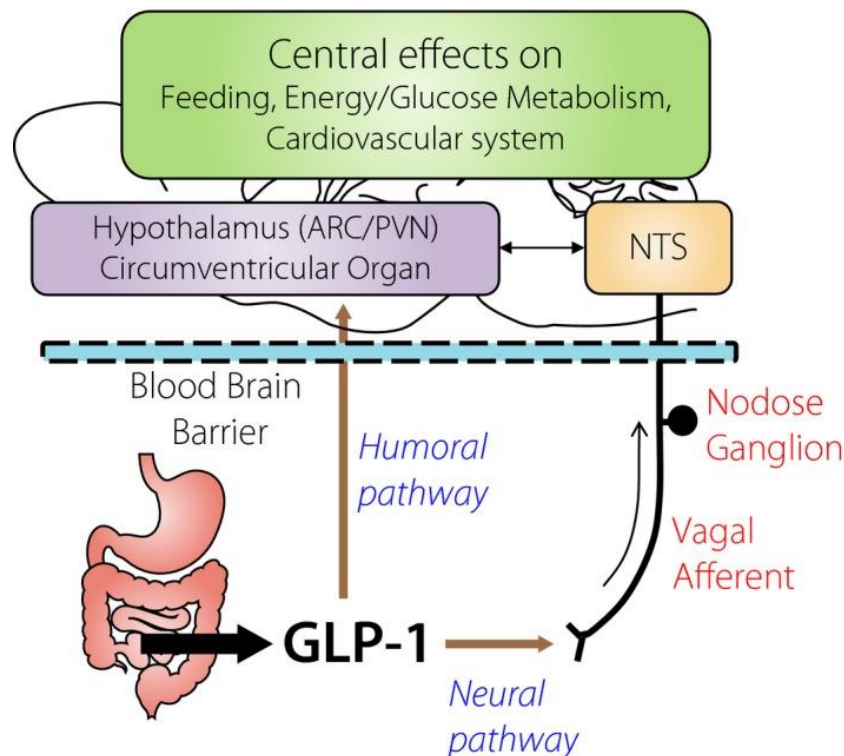 Central effects on
Feeding, Energy/Glucose Metabolism,
Cardiovascular system
Hypothalamus (ARC/PVN)
Circumventricular Organ
NTS
Blood Brain
Barrier
Humoral
pathway
Nodose
Ganglion
Vagal
Afferent
GLP-1
Neural
pathway